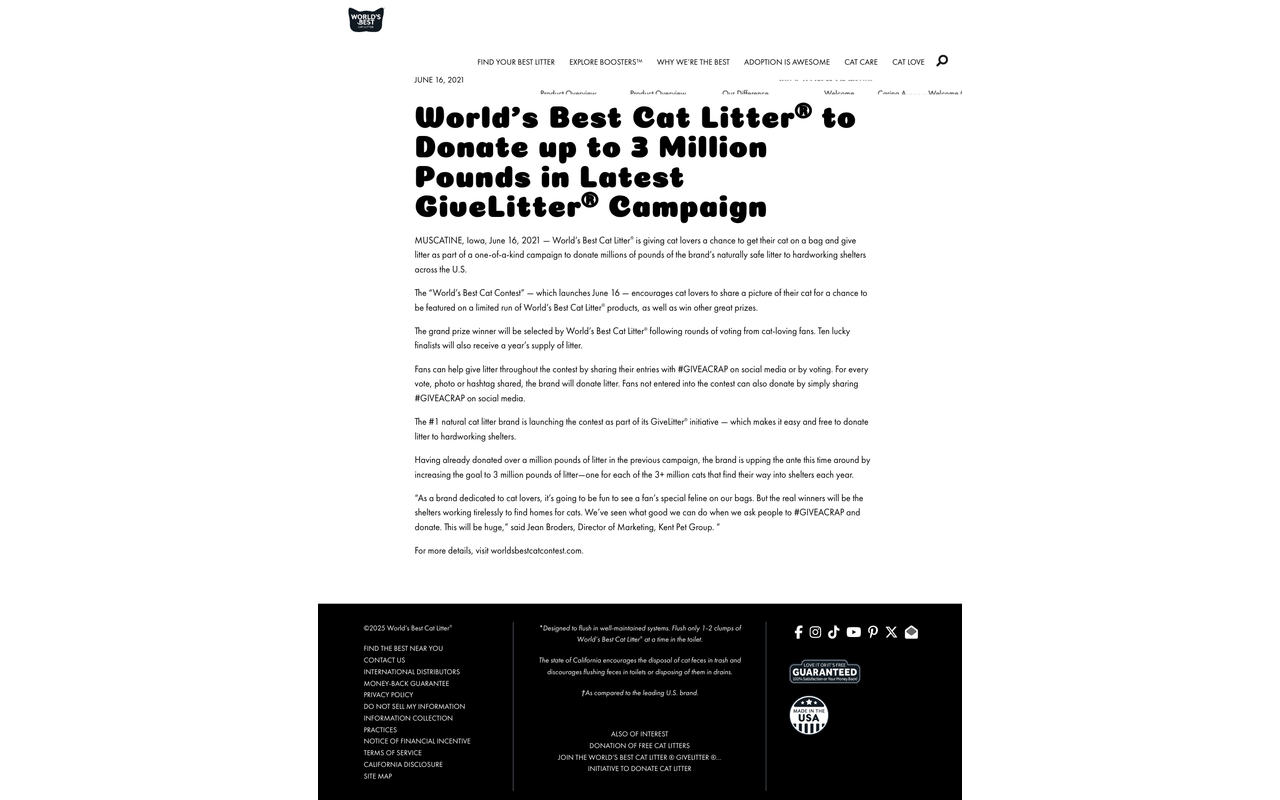 WORLD'S
BEST
CAT LITTER
FIND YOUR BEST LITTER EXPLORE BOOSTERS™ WHY WE'RE THE BEST ADOPTION IS AWESOME CAT CARE CAT LOVE
JUNE 16, 2021
Product Overview Product Overview Our Difference Welcome Caring A Welcome
World's Best Cat Litter® to
Donate up to 3 Million
Pounds in Latest
GiveLitter® Campaign
MUSCATINE, Iowa, June 16, 2021 — World's Best Cat Litter® is giving cat lovers a chance to get their cat on a bag and give
litter as part of a one-of-a-kind campaign to donate millions of pounds of the brand's naturally safe litter to hardworking shelters
across the U.S.
The "World's Best Cat Contest" — which launches June 16 — encourages cat lovers to share a picture of their cat for a chance to
be featured on a limited run of World's Best Cat Litter® products, as well as win other great prizes.
The grand prize winner will be selected by World's Best Cat Litter® following rounds of voting from cat-loving fans. Ten lucky
finalists will also receive a year's supply of litter.
Fans can help give litter throughout the contest by sharing their entries with #GIVEACRAP on social media or by voting. For every
vote, photo or hashtag shared, the brand will donate litter. Fans not entered into the contest can also donate by simply sharing
#GIVEACRAP on social media.
The #1 natural cat litter brand is launching the contest as part of its GiveLitter® initiative — which makes it easy and free to donate
litter to hardworking shelters.
Having already donated over a million pounds of litter in the previous campaign, the brand is upping the ante this time around by
increasing the goal to 3 million pounds of litter—one for each of the 3+ million cats that find their way into shelters each year.
"As a brand dedicated to cat lovers, it's going to be fun to see a fan's special feline on our bags. But the real winners will be the
shelters working tirelessly to find homes for cats. We've seen what good we can do when we ask people to #GIVEACRAP and
donate. This will be huge," said Jean Broders, Director of Marketing, Kent Pet Group. "
For more details, visit worldsbestcatcontest.com.
©2025 World's Best Cat Litter®
FIND THE BEST NEAR YOU
CONTACT US
INTERNATIONAL DISTRIBUTORS
MONEY-BACK GUARANTEE
PRIVACY POLICY
DO NOT SELL MY INFORMATION
INFORMATION COLLECTION
PRACTICES
NOTICE OF FINANCIAL INCENTIVE
TERMS OF SERVICE
CALIFORNIA DISCLOSURE
SITE MAP
*Designed to flush in well-maintained systems. Flush only 1-2 clumps of
World's Best Cat Litter® at a time in the toilet.
The state of California encourages the disposal of cat feces in trash and
discourages flushing feces in toilets or disposing of them in drains.
†As compared to the leading U.S. brand.
ALSO OF INTEREST
DONATION OF FREE CAT LITTERS
JOIN THE WORLD'S BEST CAT LITTER ® GIVELITTER ®...
INITIATIVE TO DONATE CAT LITTER
LOVE IT OR IT'S FREE
GUARANTEED
100% Satisfaction or Your Money Back!
MADE IN THE
USA